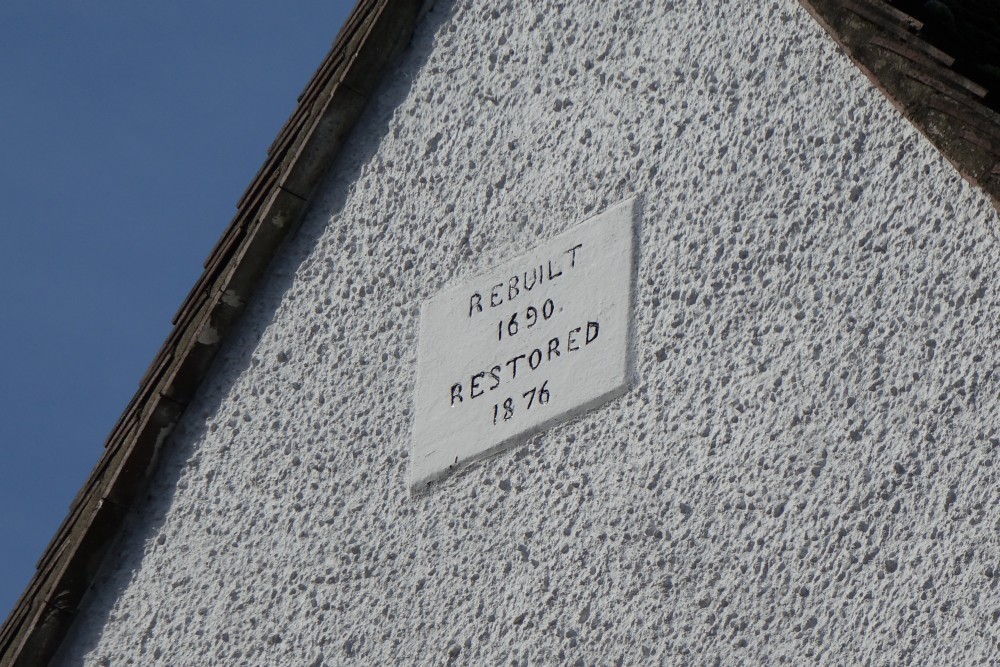 REBUILT
1690.
RESTORED
1876